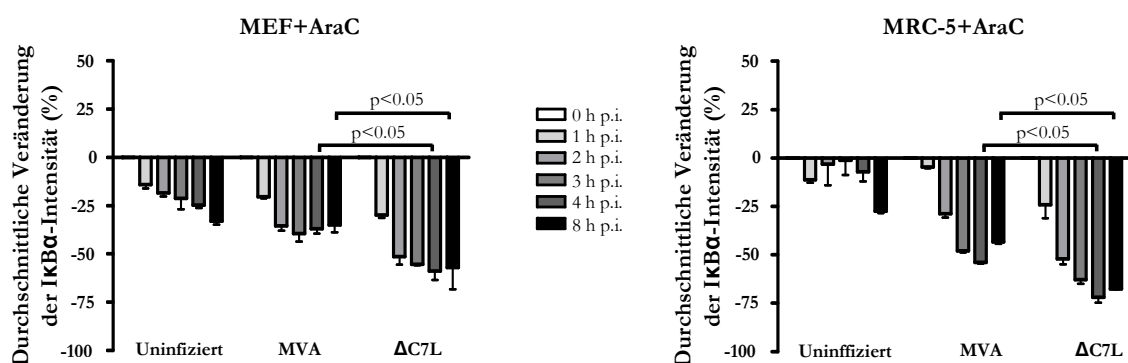 MEF+AraC
Durchschnittliche Veränderung
der IκBα-Intensität (%)
50
25
0
-25
-50
-75
-100
p<0.05
p<0.05
Uninfiziert MVA ΔC7L
0 h p.i.
1 h p.i.
2 h p.i.
3 h p.i.
4 h p.i.
8 h p.i.
MRC-5+AraC
Durchschnittliche Veränderung
der IκBα-Intensität (%)
50
25
0
-25
-50
-75
-100
p<0.05
p<0.05
Uninffiziert MVA ΔC7L